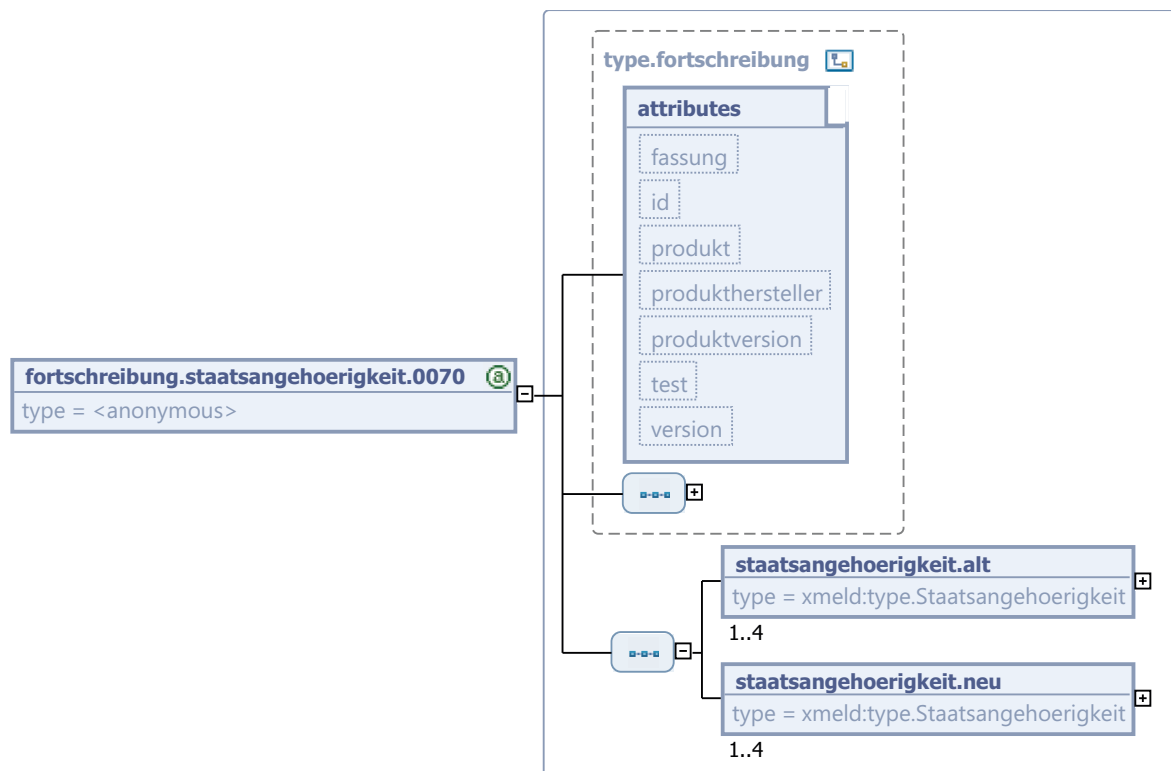 type.fortschreibung
attributes
fassung
id
produkt
produkthersteller
produktversion
test
version
fortschreibung.staatsangehoerigkeit.0070 @
type = <anonymous>
staatsangehoerigkeit.alt
type = xmeld:type.Staatsangehoerigkeit
1..4
staatsangehoerigkeit.neu
type = xmeld:type.Staatsangehoerigkeit
1..4